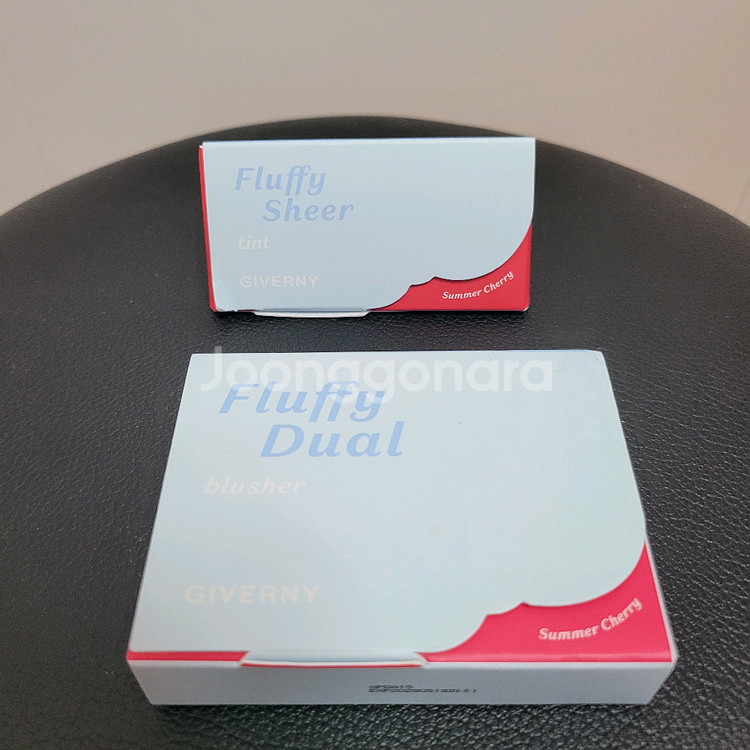 Fluffy
Sheer
tint
GIVERNY
Summer Cherry
Joonggonara
Fluffy
Dual
blusher
GIVERNY
Summer Cherry